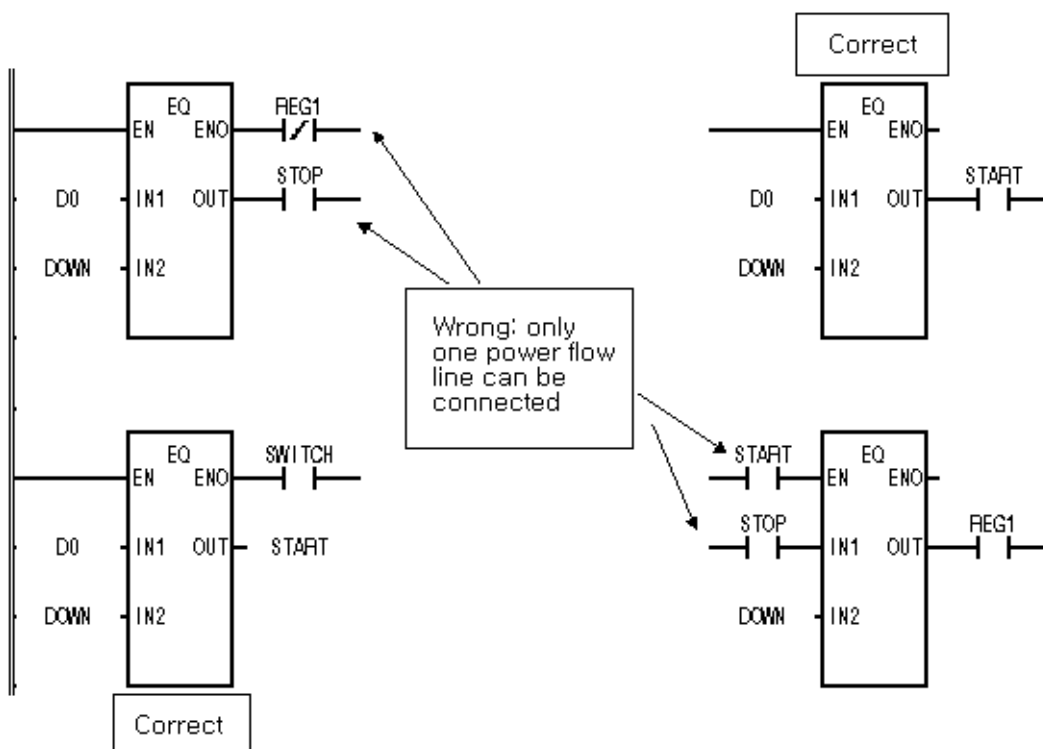 Correct
EQ
REG1
EN ENO
STOP
D0 IN1 OUT
DOWN IN2
EQ
EN ENO
START
D0 IN1 OUT
DOWN IN2
Wrong: only
one power flow
line can be
connected
EQ
SWITCH
EN ENO
D0 IN1 OUT START
DOWN IN2
Correct
START
EQ
EN ENO
STOP
REG1
IN1 OUT
DOWN IN2